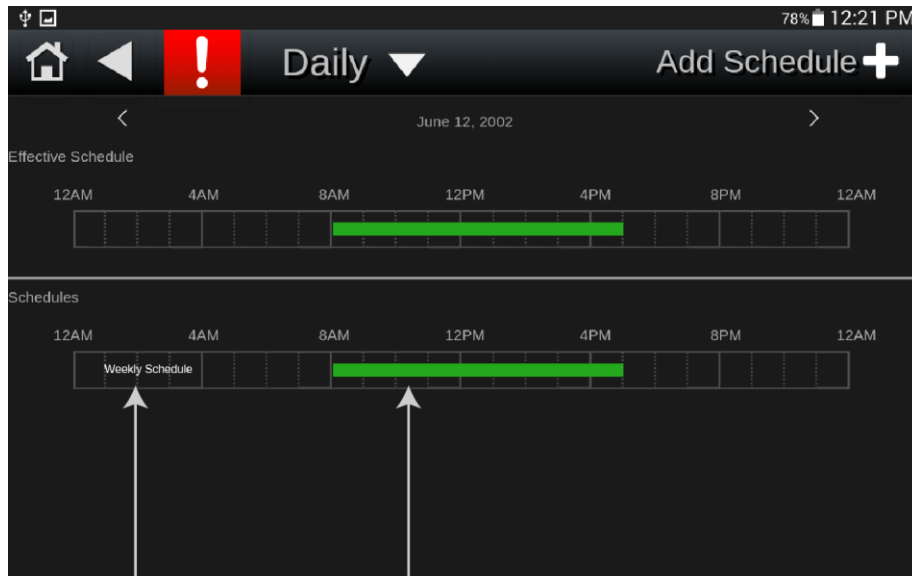 78% 12:21 PM
! Daily Add Schedule
June 12, 2002
Effective Schedule
12AM 4AM 8AM 12PM 4PM 8PM 12AM
Schedules
12AM 4AM 8AM 12PM 4PM 8PM 12AM
Weekly Schedule